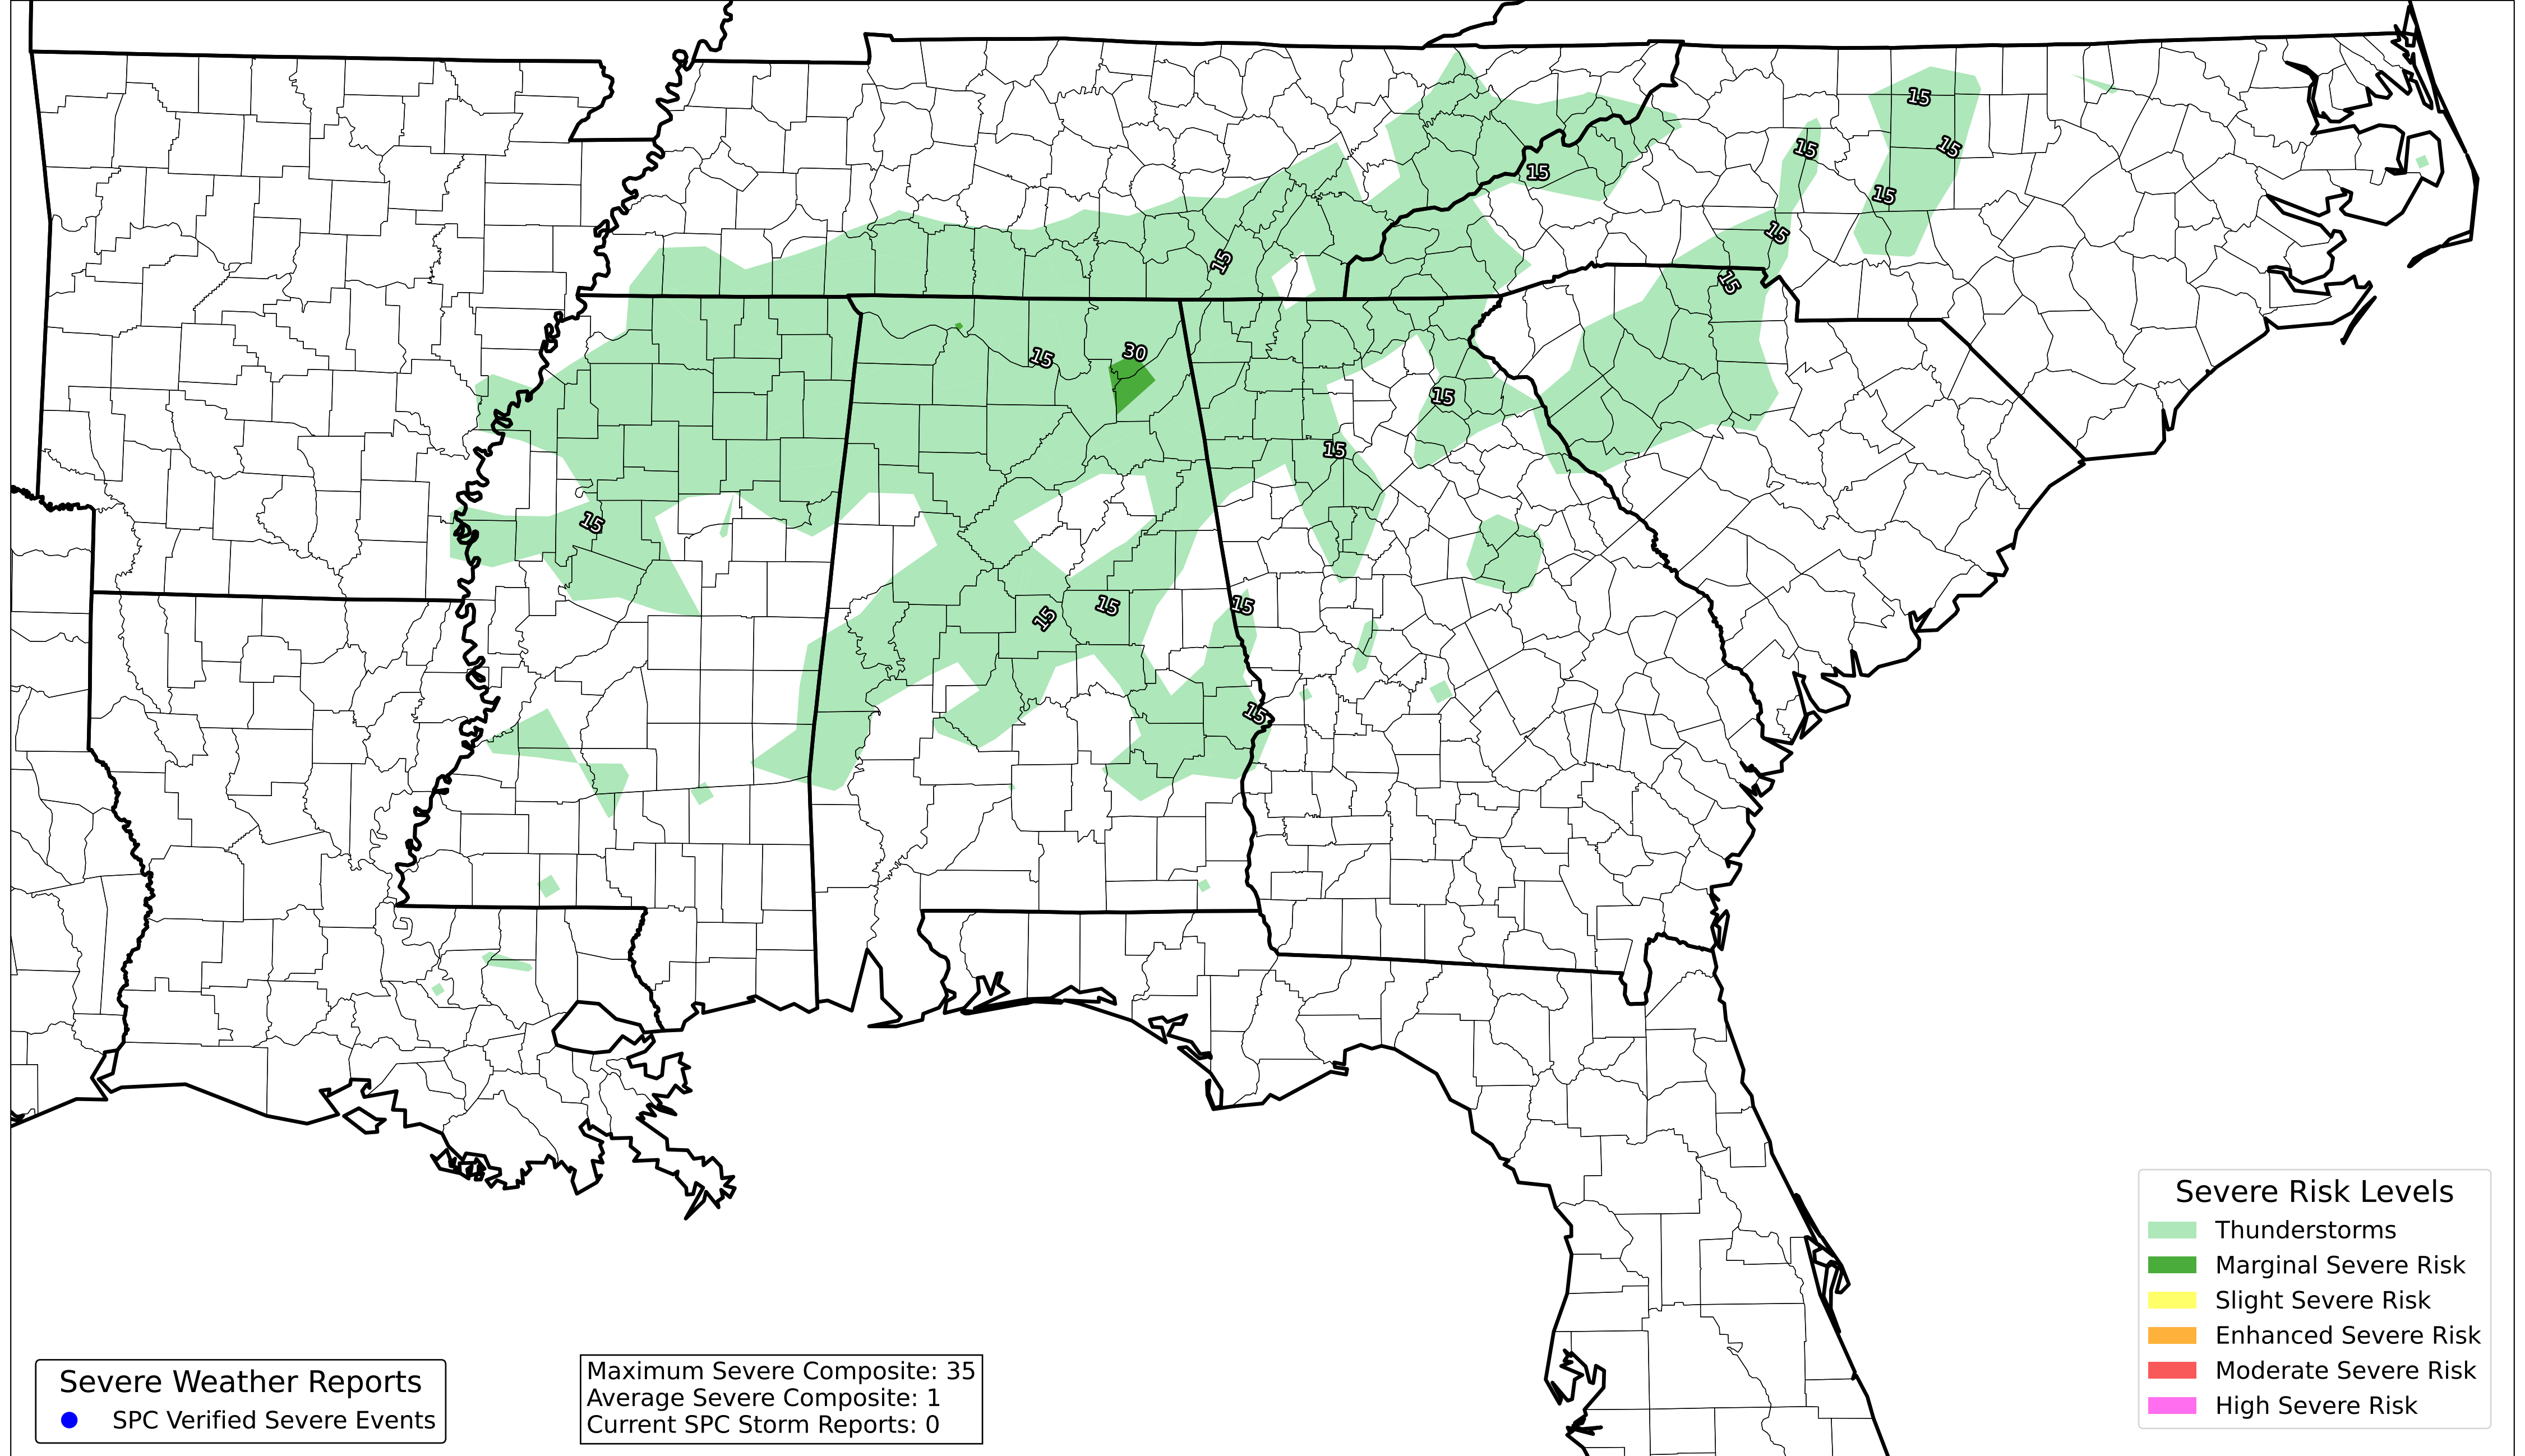 15
15
15
15
15
15
15
15
15
30
15
15
15
15
15
15
15
Severe Risk Levels
Thunderstorms
Marginal Severe Risk
Slight Severe Risk
Enhanced Severe Risk
Moderate Severe Risk
High Severe Risk
Severe Weather Reports
SPC Verified Severe Events
Maximum Severe Composite: 35
Average Severe Composite: 1
Current SPC Storm Reports: 0